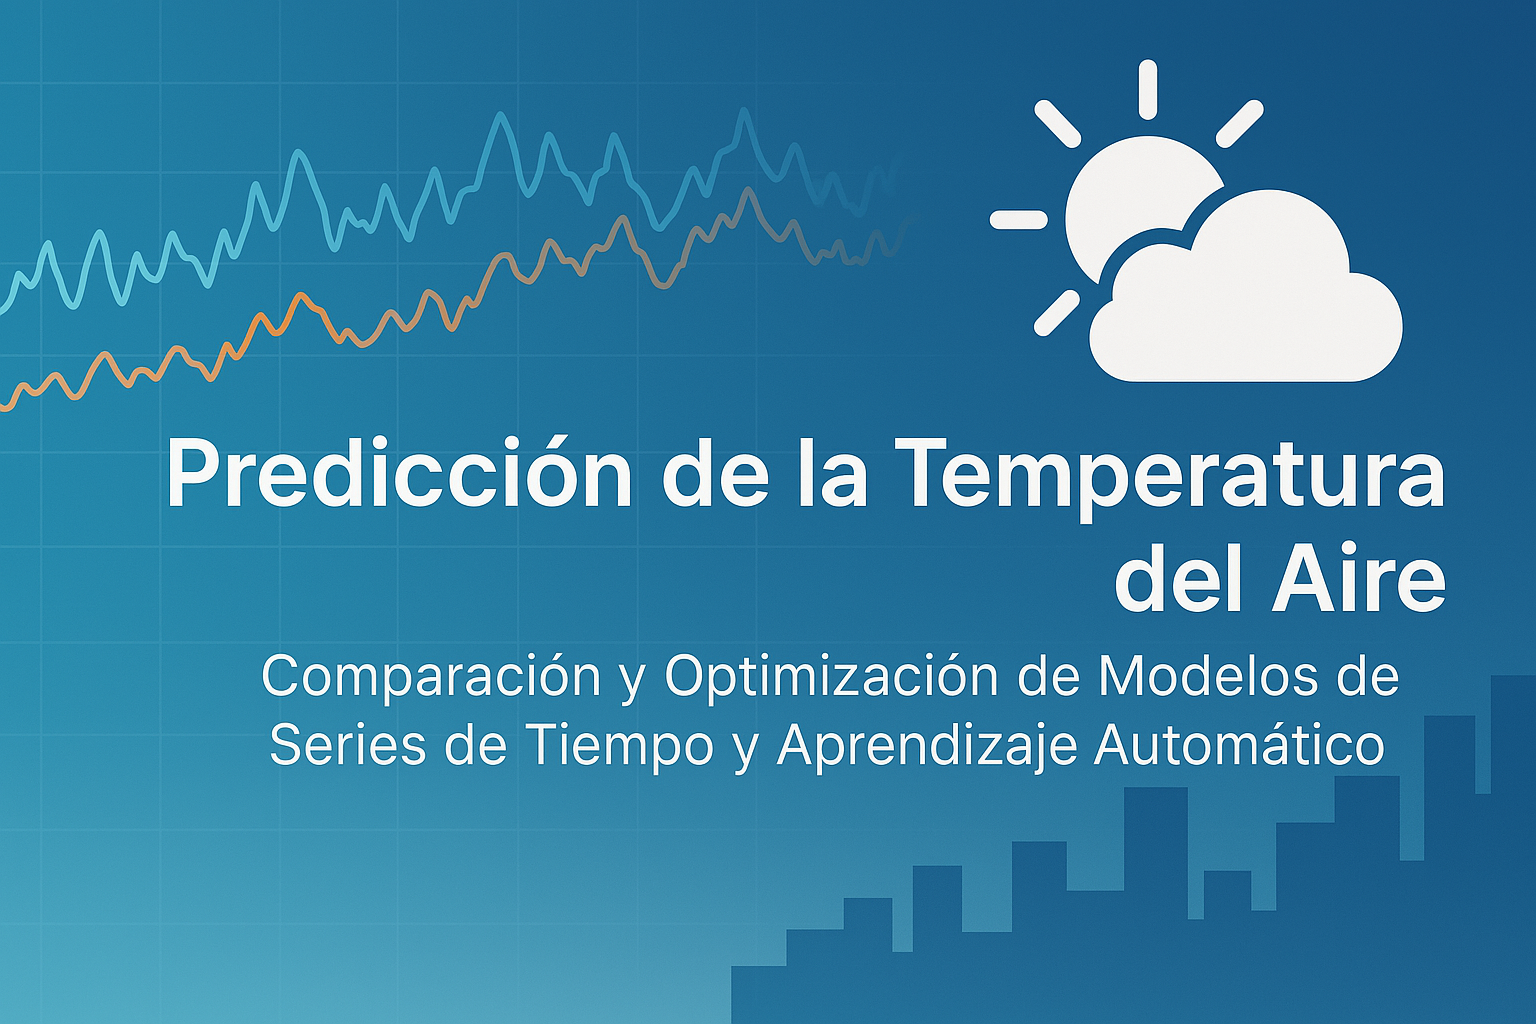 Predicción de la Temperatura
del Aire
Comparación y Optimización de Modelos de
Series de Tiempo y Aprendizaje Automático